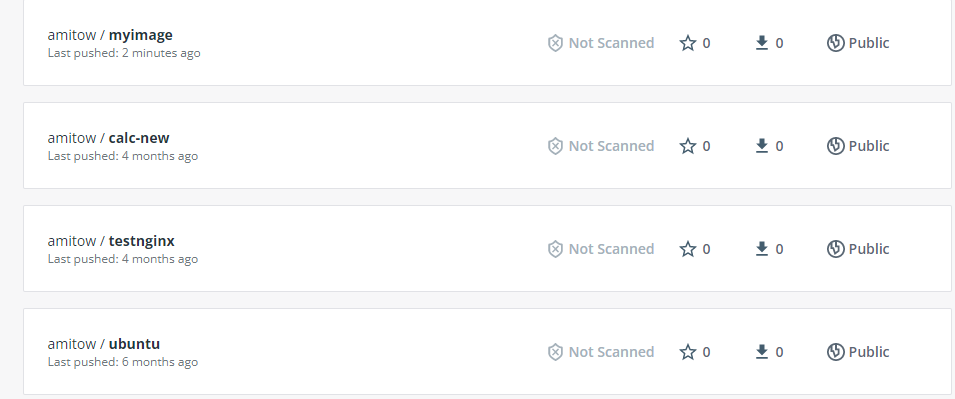 amitow / myimage
Last pushed: 2 minutes ago
Not Scanned 0 0 Public
amitow / calc-new
Last pushed: 4 months ago
Not Scanned 0 0 Public
amitow / testnginx
Last pushed: 4 months ago
Not Scanned 0 0 Public
amitow / ubuntu
Last pushed: 6 months ago
Not Scanned 0 0 Public